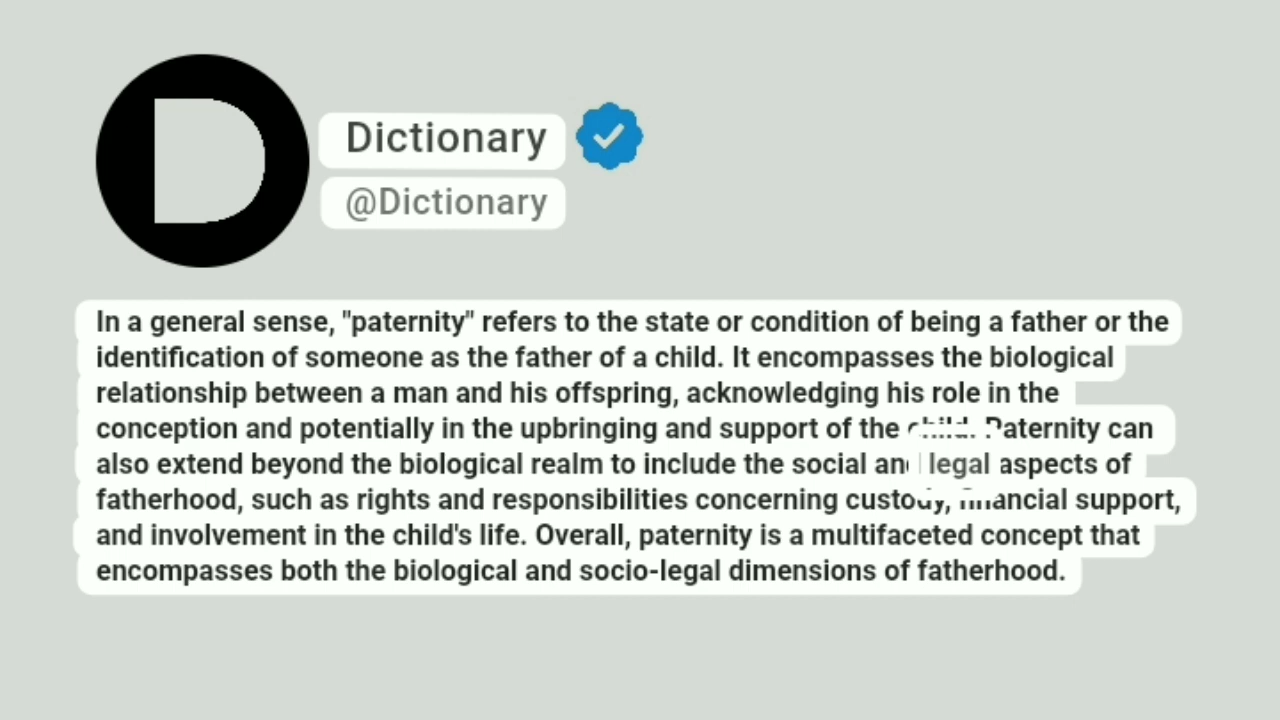 Dictionary
@Dictionary
In a general sense, "paternity" refers to the state or condition of being a father or the
identification of someone as the father of a child. It encompasses the biological
relationship between a man and his offspring, acknowledging his role in the
conception and potentially in the upbringing and support of the child. Paternity can
also extend beyond the biological realm to include the social and legal aspects of
fatherhood, such as rights and responsibilities concerning custody, financial support,
and involvement in the child's life. Overall, paternity is a multifaceted concept that
encompasses both the biological and socio-legal dimensions of fatherhood.